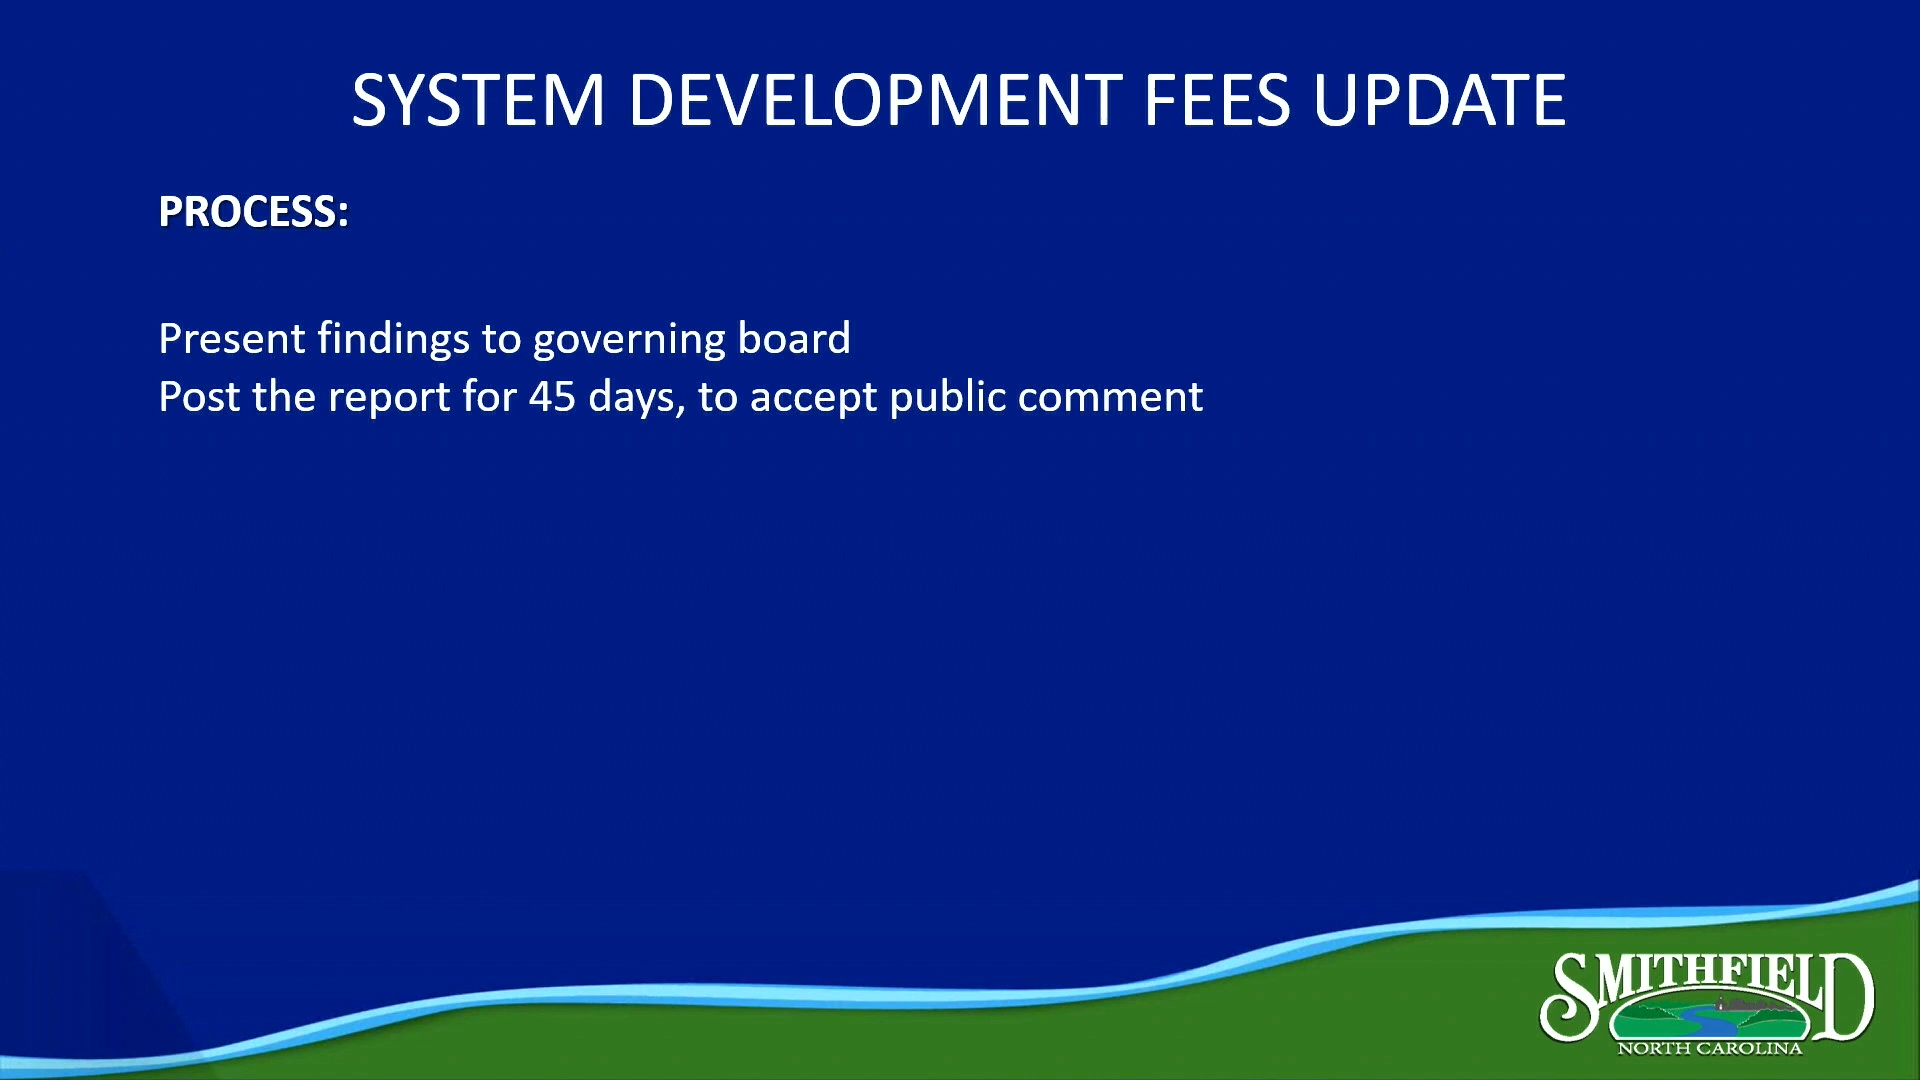 SYSTEM DEVELOPMENT FEES UPDATE
PROCESS:
Present findings to governing board
Post the report for 45 days, to accept public comment
SMITHFIELD
NORTH CAROLINA